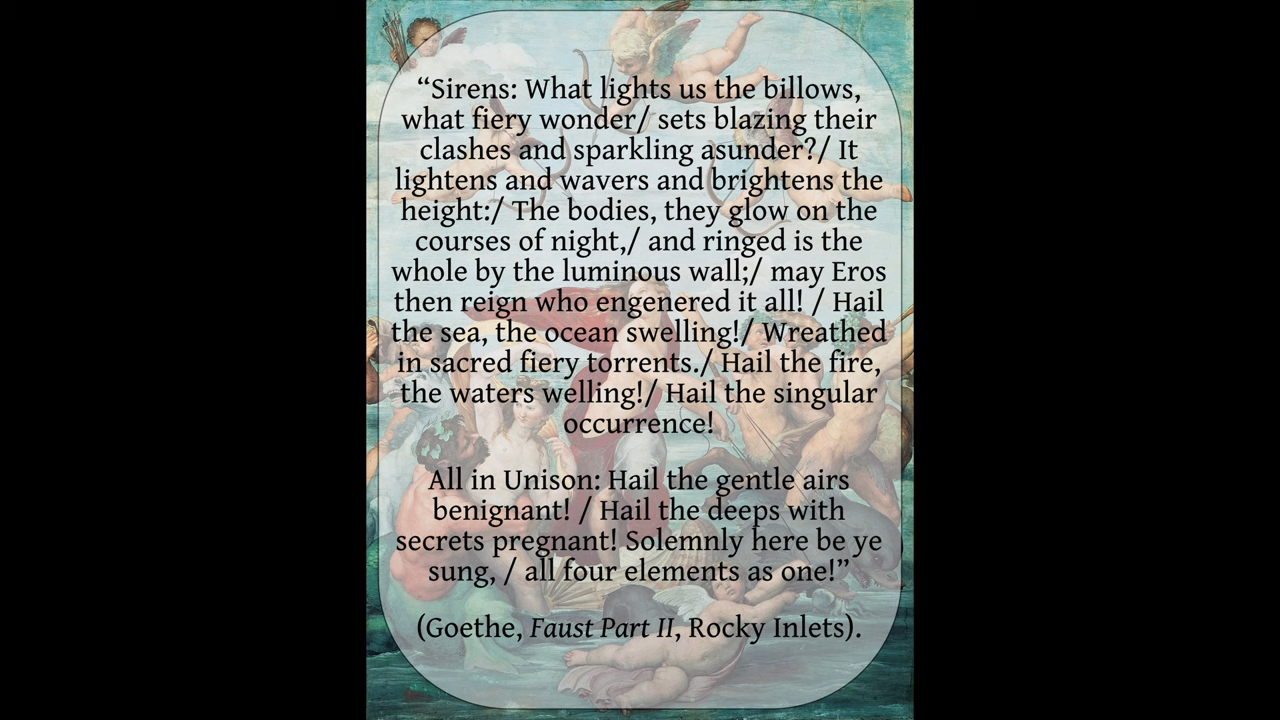 “Sirens: What lights us the billows,
what fiery wonder/ sets blazing their
clashes and sparkling asunder?/ It
lightens and wavers and brightens the
height:/ The bodies, they glow on the
courses of night,/ and ringed is the
whole by the luminous wall;/ may Eros
then reign who engenered it all! / Hail
the sea, the ocean swelling!/ Wreathed
in sacred fiery torrents./ Hail the fire,
the waters welling!/ Hail the singular
occurrence!
All in Unison: Hail the gentle airs
benignant! / Hail the deeps with
secrets pregnant! Solemnly here be ye
sung, / all four elements as one!”
(Goethe, Faust Part II, Rocky Inlets).